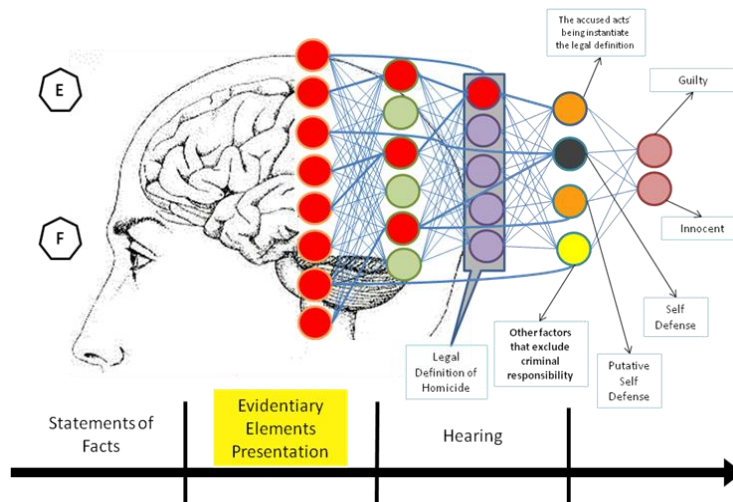 The accused acts'
being instantiate
the legal definition
E
Guilty
F
Innocent
Self
Defense
Other factors
that exclude
criminal
responsibility
Legal
Definition of
Homicide
Putative
Self
Defense
Statements of
Facts
Evidentiary
Elements
Presentation
Hearing